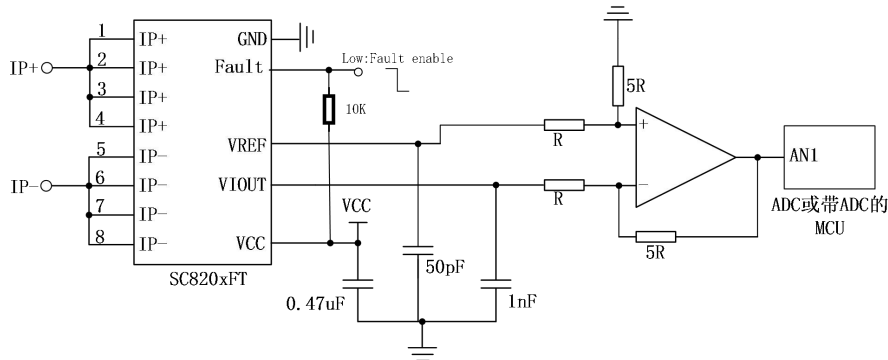 1
IP+
GND
IP+
2
IP+
Fault
Low:Fault enable
3
IP+
4
IP+
10K
5R
5
IP-
VREF
R
+
IP-
6
IP-
VIOUT
R
-
AN1
7
IP-
VCC
8
IP-
VCC
5R
ADC或带ADC的
MCU
SC820xFT
0.47uF
50pF
1nF